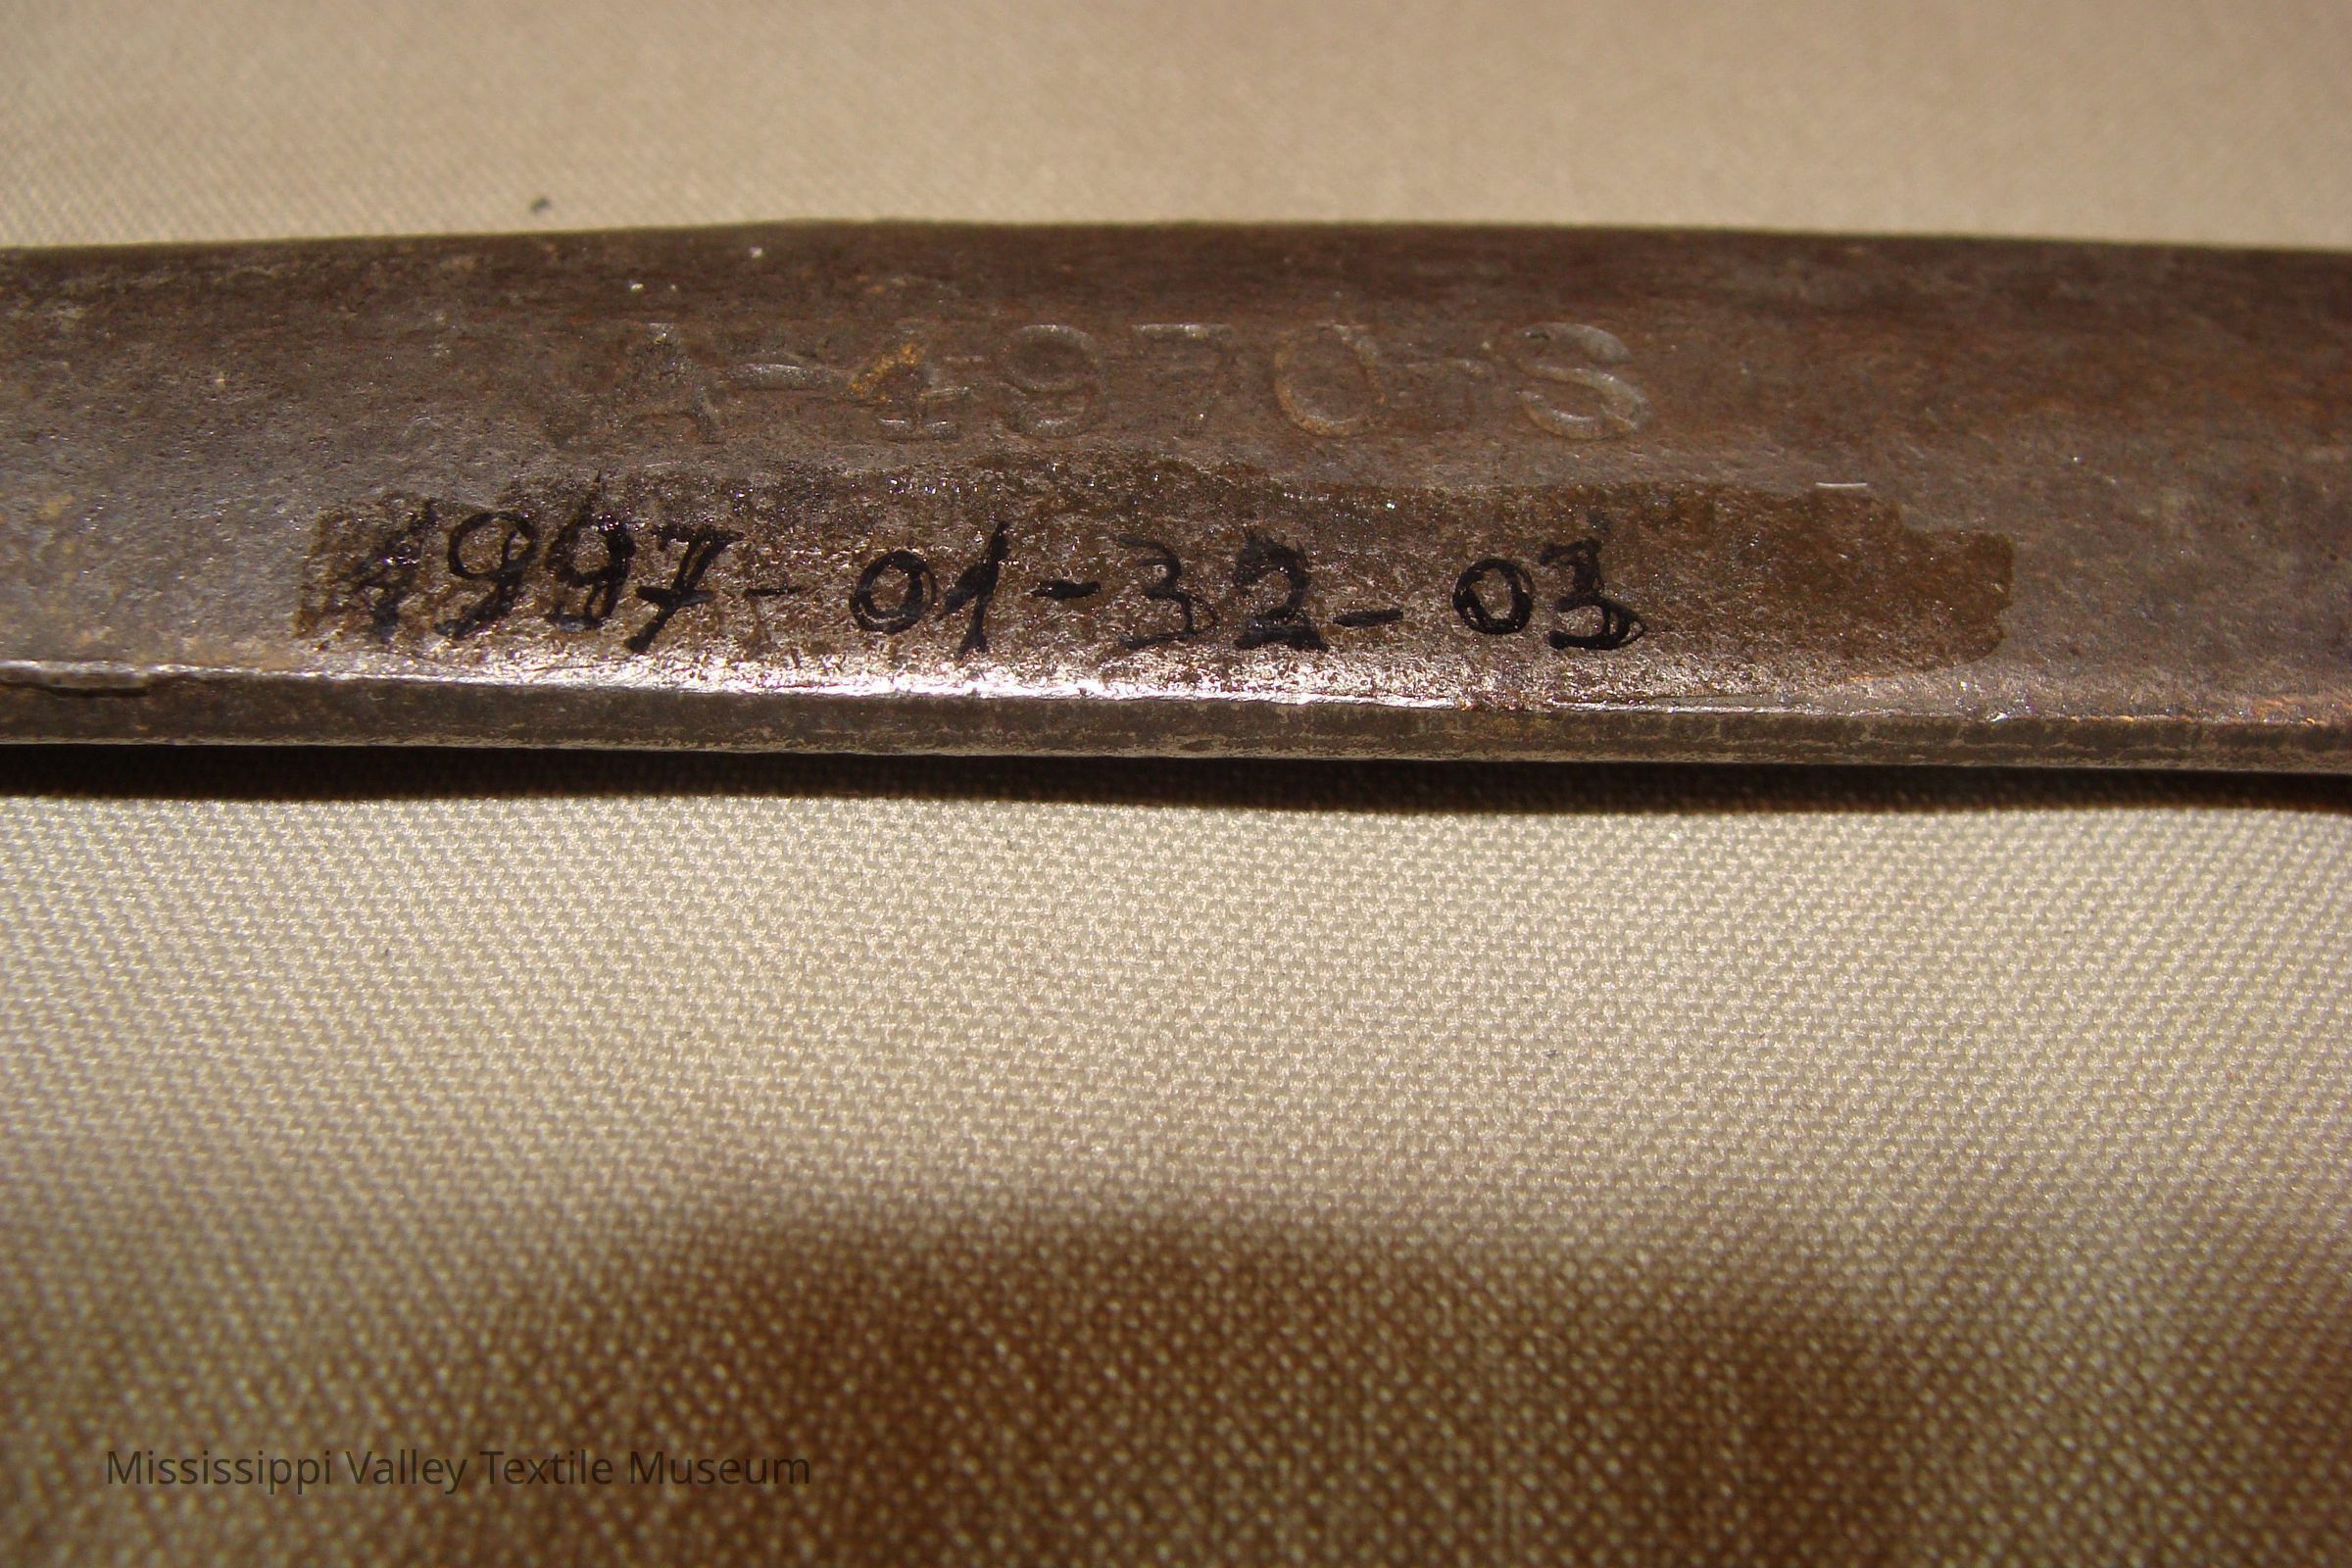 A-4970-S
1997-01-32-03
Mississippi Valley Textile Museum